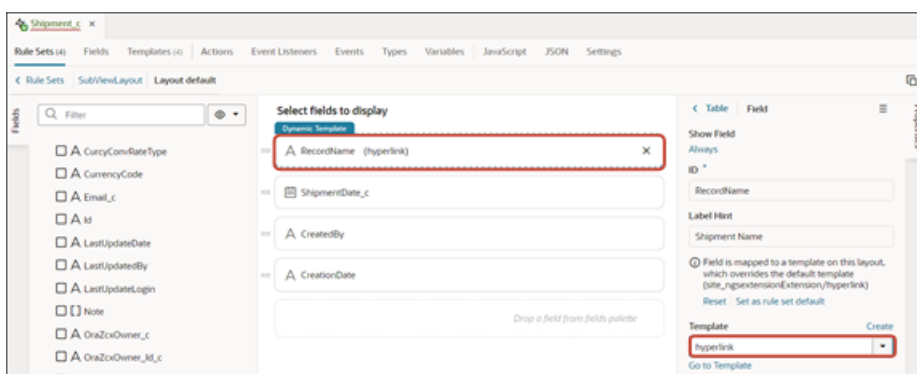 Shipment_c ×
Rule Sets (4) Fields Templates (4) Actions Event Listeners Events Types Variables JavaScript JSON Settings
Rule Sets SubViewLayout Layout default
Fields
Filter
CurcyConvRateType
CurrencyCode
Email_c
Id
LastUpdateDate
LastUpdatedBy
LastUpdateLogin
[ ] Note
OraZcxOwner_c
OraZcxOwner_Id_c
Select fields to display
Dynamic Template
A RecordName (hyperlink) ×
ShipmentDate_c
A CreatedBy
A CreationDate
Drop a field from fields palette
Table Field
Show Field
Always
ID *
RecordName
Label Hint
Shipment Name
Field is mapped to a template on this layout,
which overrides the default template
(site_ngsextensionExtension/hyperlink)
Reset Set as rule set default
Template Create
hyperlink
Go to Template